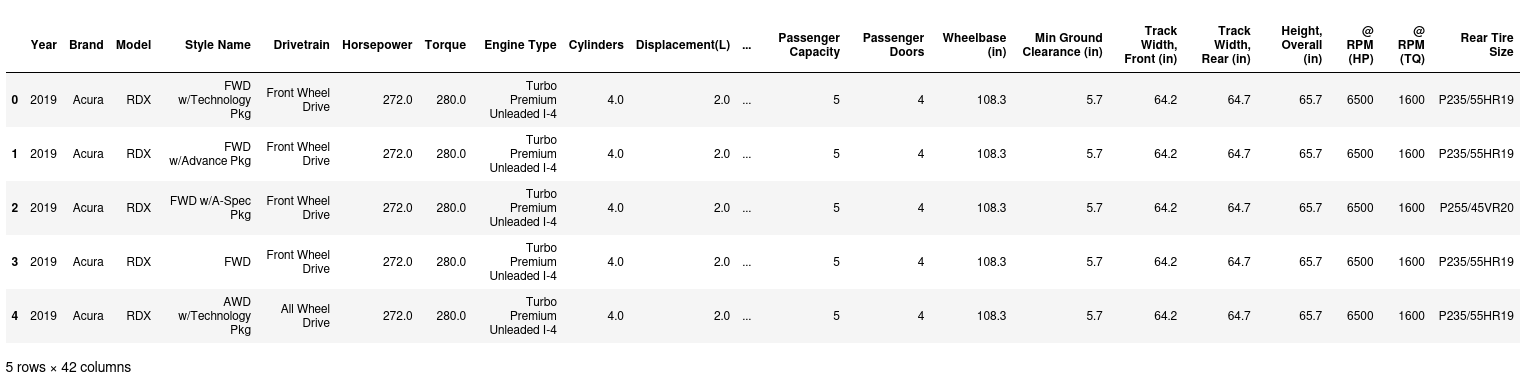 Year Brand Model Style Name Drivetrain Horsepower Torque Engine Type Cylinders Displacement(L) ... Passenger Capacity Passenger Doors Wheelbase (in) Min Ground Clearance (in) Track Width, Front (in) Track Width, Rear (in) Height, Overall (in) @ RPM (HP) @ RPM (TQ) Rear Tire Size
0 2019 Acura RDX FWD w/Technology Pkg Front Wheel Drive 272.0 280.0 Turbo Premium Unleaded I-4 4.0 2.0 ... 5 4 108.3 5.7 64.2 64.7 65.7 6500 1600 P235/55HR19
1 2019 Acura RDX FWD w/Advance Pkg Front Wheel Drive 272.0 280.0 Turbo Premium Unleaded I-4 4.0 2.0 ... 5 4 108.3 5.7 64.2 64.7 65.7 6500 1600 P235/55HR19
2 2019 Acura RDX FWD w/A-Spec Pkg Front Wheel Drive 272.0 280.0 Turbo Premium Unleaded I-4 4.0 2.0 ... 5 4 108.3 5.7 64.2 64.7 65.7 6500 1600 P255/45VR20
3 2019 Acura RDX FWD Front Wheel Drive 272.0 280.0 Turbo Premium Unleaded I-4 4.0 2.0 ... 5 4 108.3 5.7 64.2 64.7 65.7 6500 1600 P235/55HR19
4 2019 Acura RDX AWD w/Technology Pkg All Wheel Drive 272.0 280.0 Turbo Premium Unleaded I-4 4.0 2.0 ... 5 4 108.3 5.7 64.2 64.7 65.7 6500 1600 P235/55HR19
5 rows × 42 columns